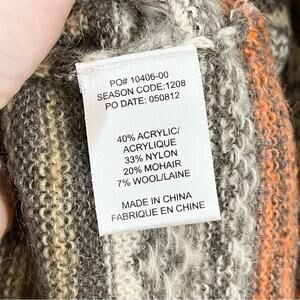 PO# 10406-00
SEASON CODE:1208
PO DATE: 050812
40% ACRYLIC/
ACRYLIQUE
33% NYLON
20% MOHAIR
7% WOOL/LAINE
MADE IN CHINA
FABRIQUE EN CHINE